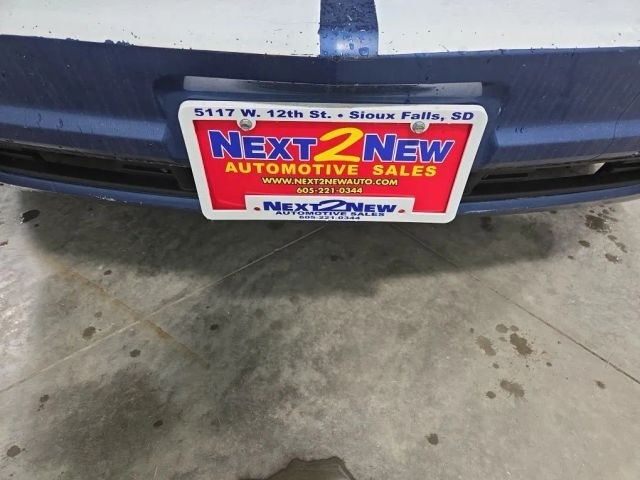 5117 W. 12th St. • Sioux Falls, SD
NEXT2NEW
AUTOMOTIVE SALES
WWW.NEXT2NEWAUTO.COM
605-221-0344
NEXT2NEW
AUTOMOTIVE SALES
605-221-0344